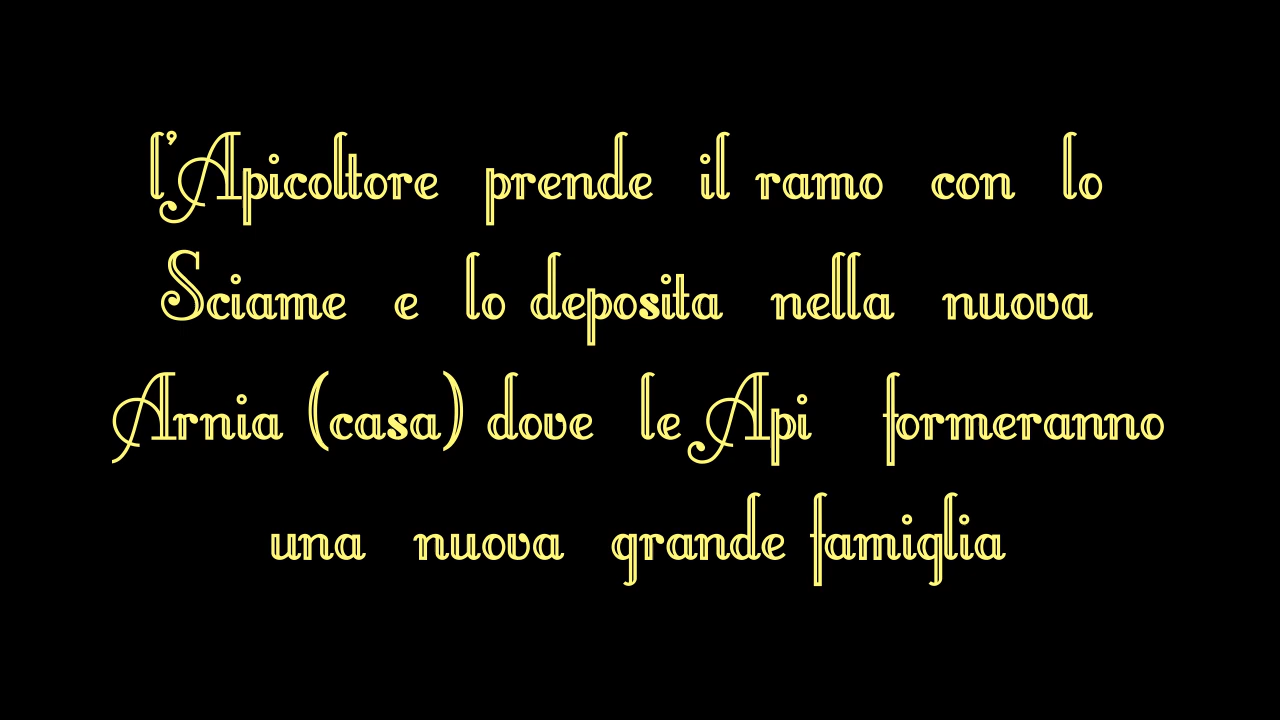 l'Apicoltore prende il ramo con lo
Sciame e lo deposita nella nuova
Arnia (casa) dove le Api formeranno
una nuova grande famiglia